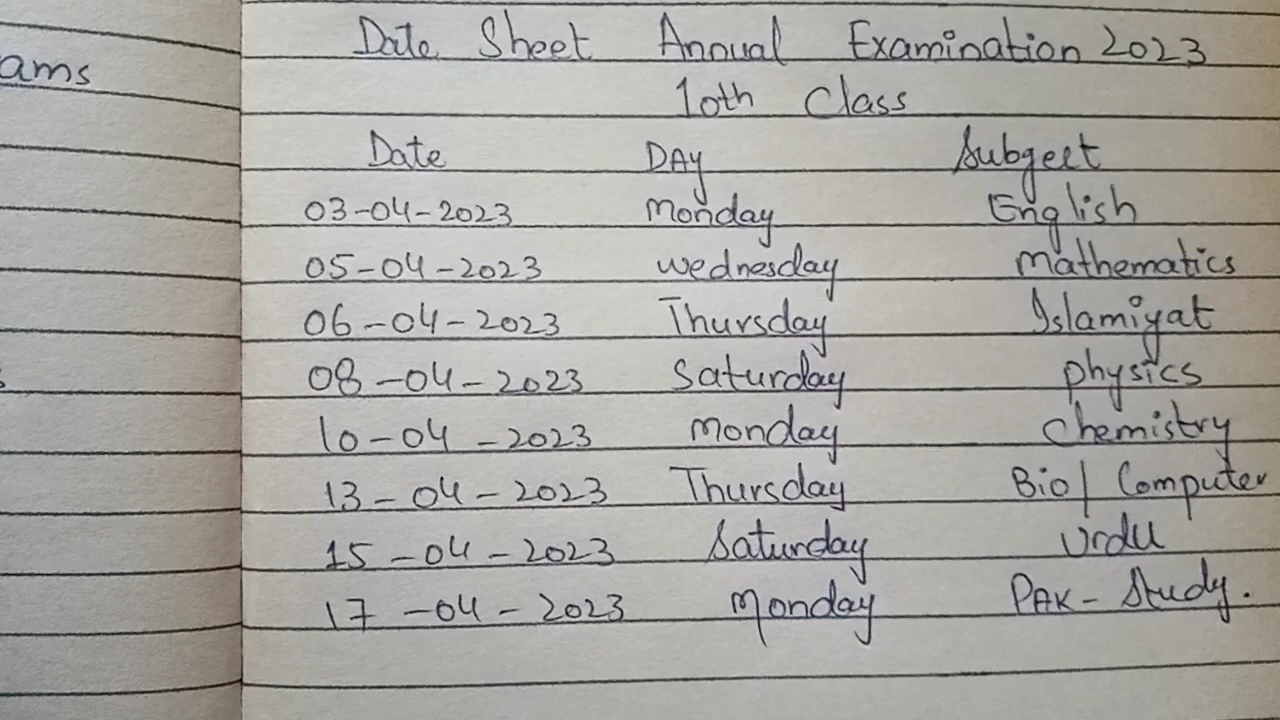 ams
Date Sheet Annual Examination 2023
10th Class
Date DAY Subgect
03-04-2023 Monday English
05-04-2023 Wednesday Mathematics
06-04-2023 Thursday Islamiyat
08-04-2023 Saturday Physics
10-04-2023 Monday Chemistry
13-04-2023 Thursday Bio/Computer
15-04-2023 Saturday Urdu
17-04-2023 Monday PAK-Study.